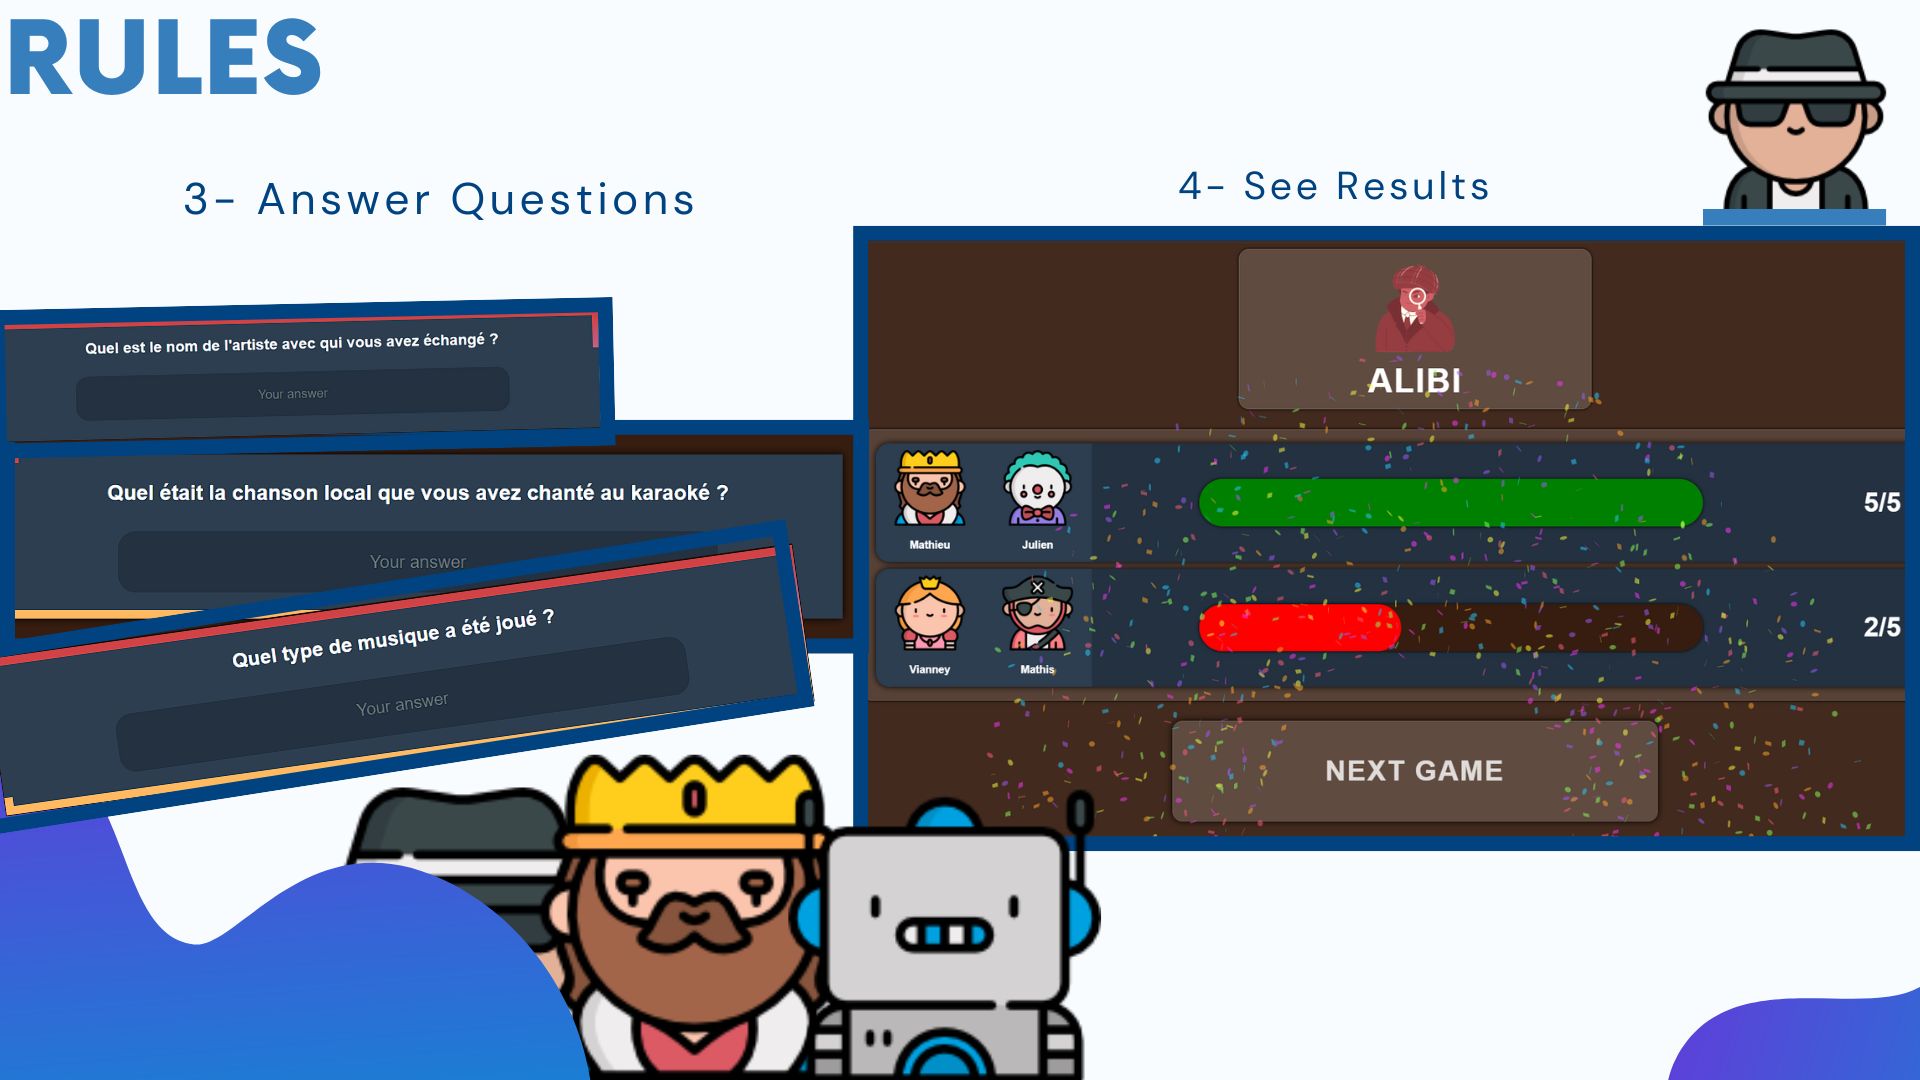 RULES
3- Answer Questions
Quel est le nom de l'artiste avec qui vous avez échangé ?
Your answer
Quel était la chanson local que vous avez chanté au karaoké ?
Your answer
Quel type de musique a été joué ?
Your answer
4- See Results
ALIBI
Mathieu
Julien
5/5
Vianney
Mathis
2/5
NEXT GAME